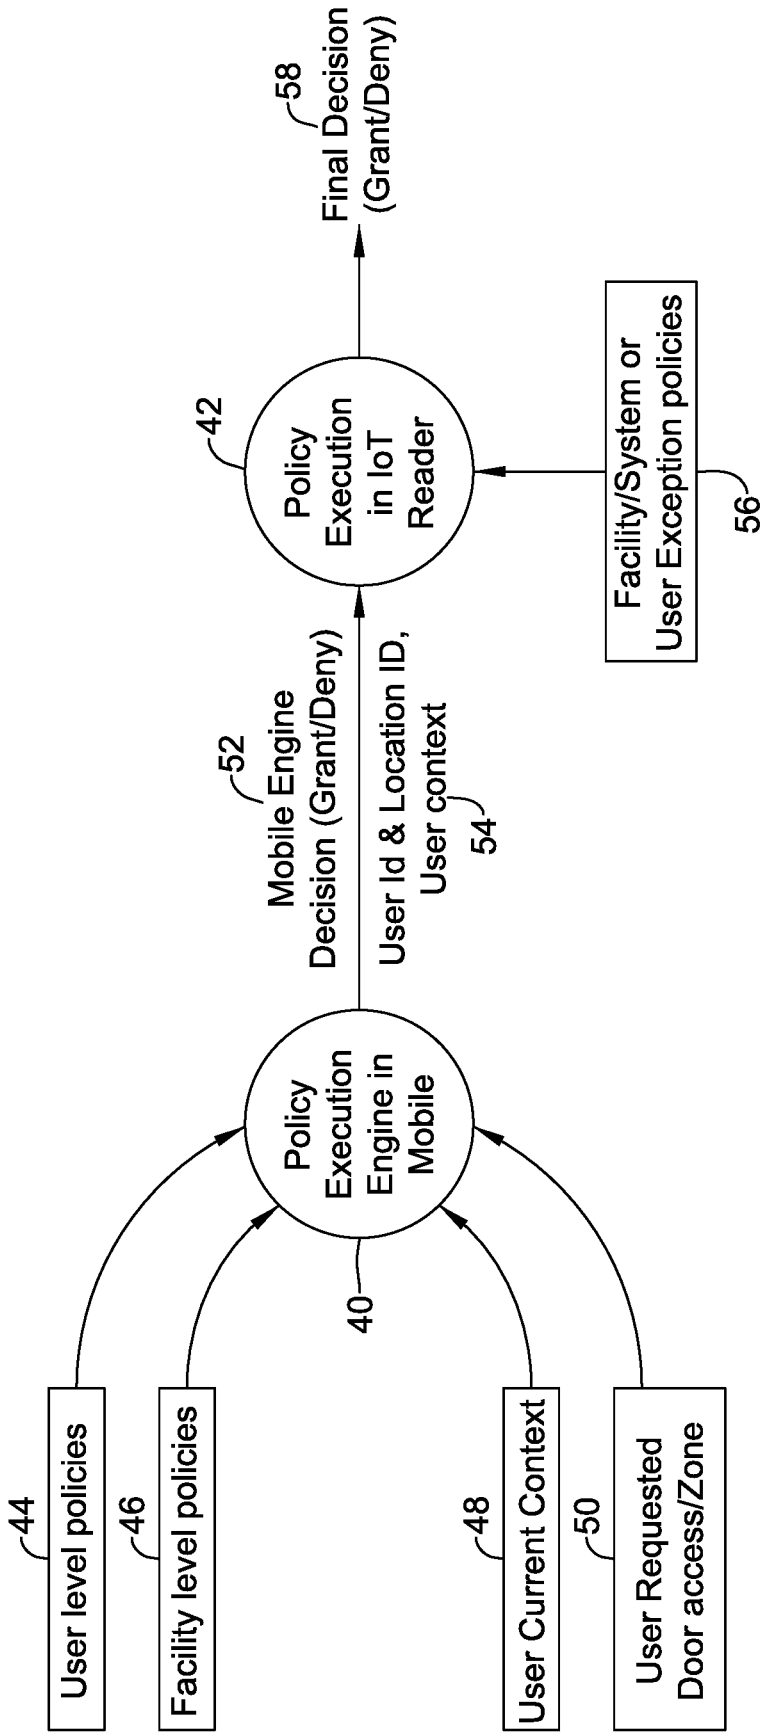 44
User level policies
46
Facility level policies
48
User Current Context
50
User Requested
Door access/Zone
Policy
Execution
Engine in
Mobile
40
52
Mobile Engine
Decision (Grant/Deny)
User Id & Location ID,
User context
54
42
Policy
Execution
in IoT
Reader
Facility/System or
User Exception policies
56
58
Final Decision
(Grant/Deny)